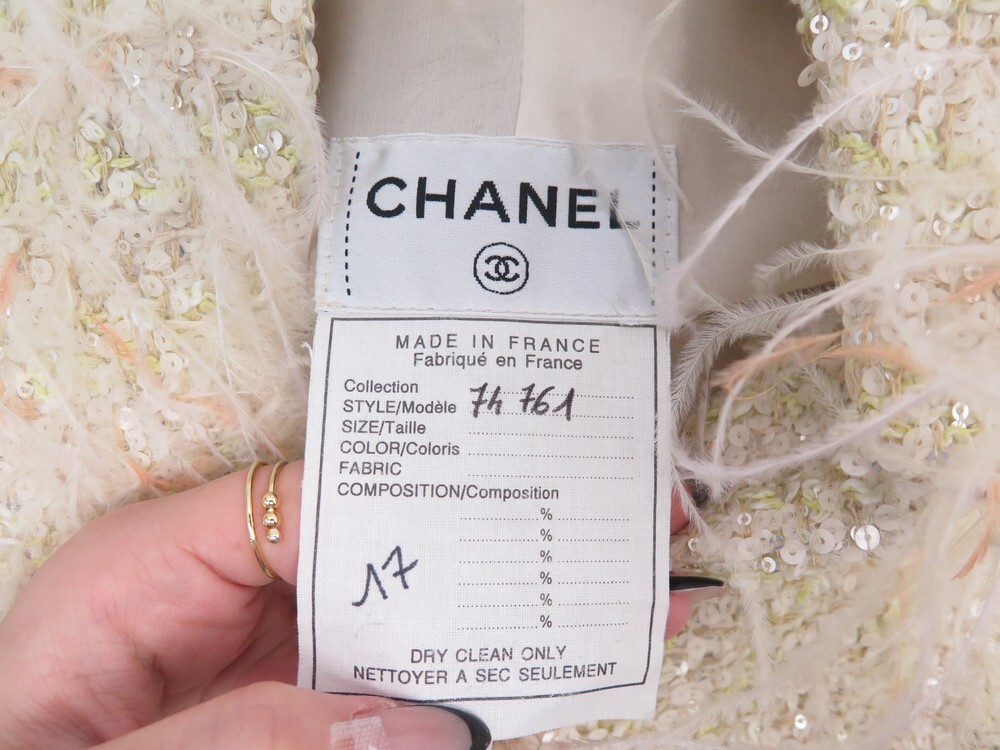 CHANEL
MADE IN FRANCE
Fabriqué en France
Collection
STYLE/Modèle 74 761
SIZE/Taille
COLOR/Coloris
FABRIC
COMPOSITION/Composition
%
%
%
%
%
%
17
DRY CLEAN ONLY
NETTOYER A SEC SEULEMENT